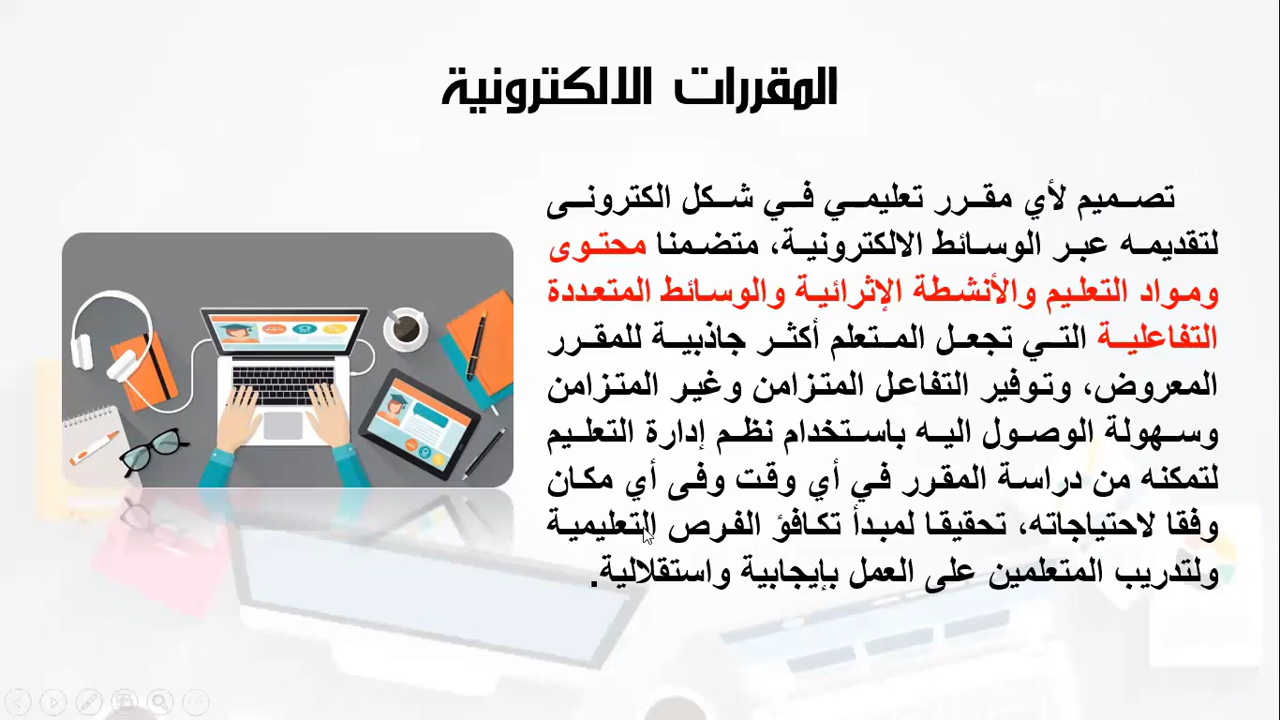 المقررات الالكترونية
تصميم لأي مقرر تعليمي في شكل الكترونى
لتقديمه عبر الوسائط الالكترونية، متضمنا محتوى
ومواد التعليم والأنشطة الإثرائية والوسائط المتعددة
التفاعلية التي تجعل المتعلم أكثر جاذبية للمقرر
المعروض، وتوفير التفاعل المتزامن وغير المتزامن
وسهولة الوصول اليه باستخدام نظم إدارة التعليم
لتمكنه من دراسة المقرر في أي وقت وفى أي مكان
وفقا لاحتياجاته، تحقيقا لمبدأ تكافؤ الفرص التعليمية
ولتدريب المتعلمين على العمل بإيجابية واستقلالية.